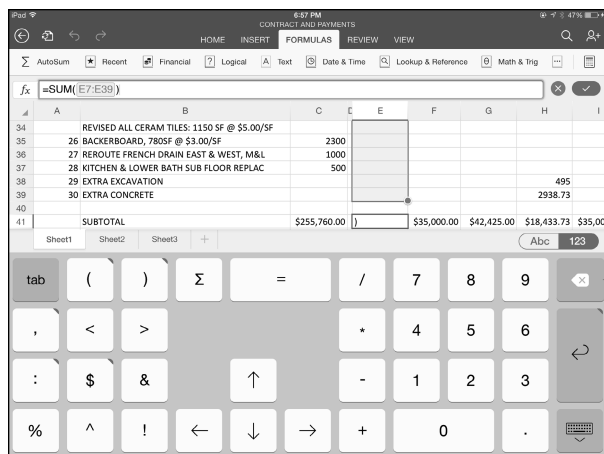 iPad 6:57 PM 47%
CONTRACT AND PAYMENTS
HOME INSERT FORMULAS REVIEW VIEW
Σ AutoSum ★ Recent Financial ? Logical A Text Date & Time Lookup & Reference θ Math & Trig ...
fx =SUM( E7:E39 )
A B C D E F G H I
34 REVISED ALL CERAM TILES: 1150 SF @ $5.00/SF
35 26 BACKERBOARD, 780SF @ $3.00/SF 2300
36 27 REROUTE FRENCH DRAIN EAST & WEST, M&L 1000
37 28 KITCHEN & LOWER BATH SUB FLOOR REPLAC 500
38 29 EXTRA EXCAVATION 495
39 30 EXTRA CONCRETE 2938.73
40
41 SUBTOTAL $255,760.00 ) $35,000.00 $42,425.00 $18,433.73 $35,00
Sheet1 Sheet2 Sheet3 + Abc 123
tab ( ) Σ = / 7 8 9
, < > * 4 5 6
: $ & ↑ - 1 2 3
% ^ ! ← ↓ → + 0 .